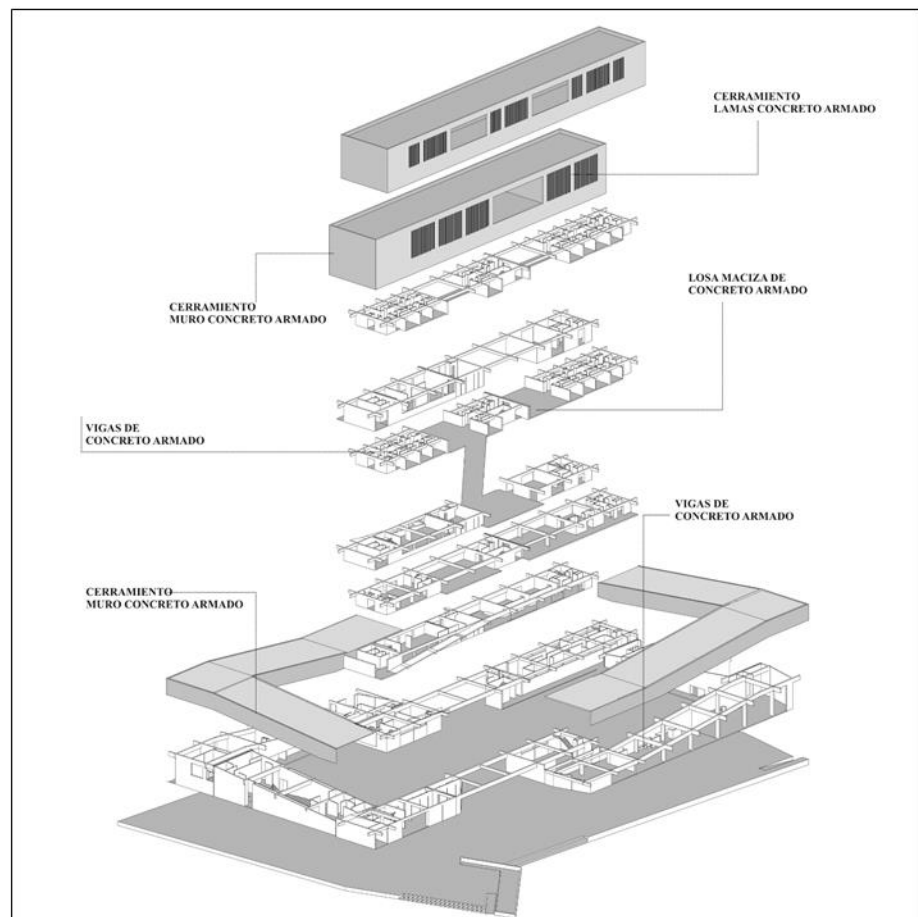 CERRAMIENTO
LAMAS CONCRETO ARMADO
LOSA MACIZA DE
CONCRETO ARMADO
CERRAMIENTO
MURO CONCRETO ARMADO
VIGAS DE
CONCRETO ARMADO
VIGAS DE
CONCRETO ARMADO
CERRAMIENTO
MURO CONCRETO ARMADO